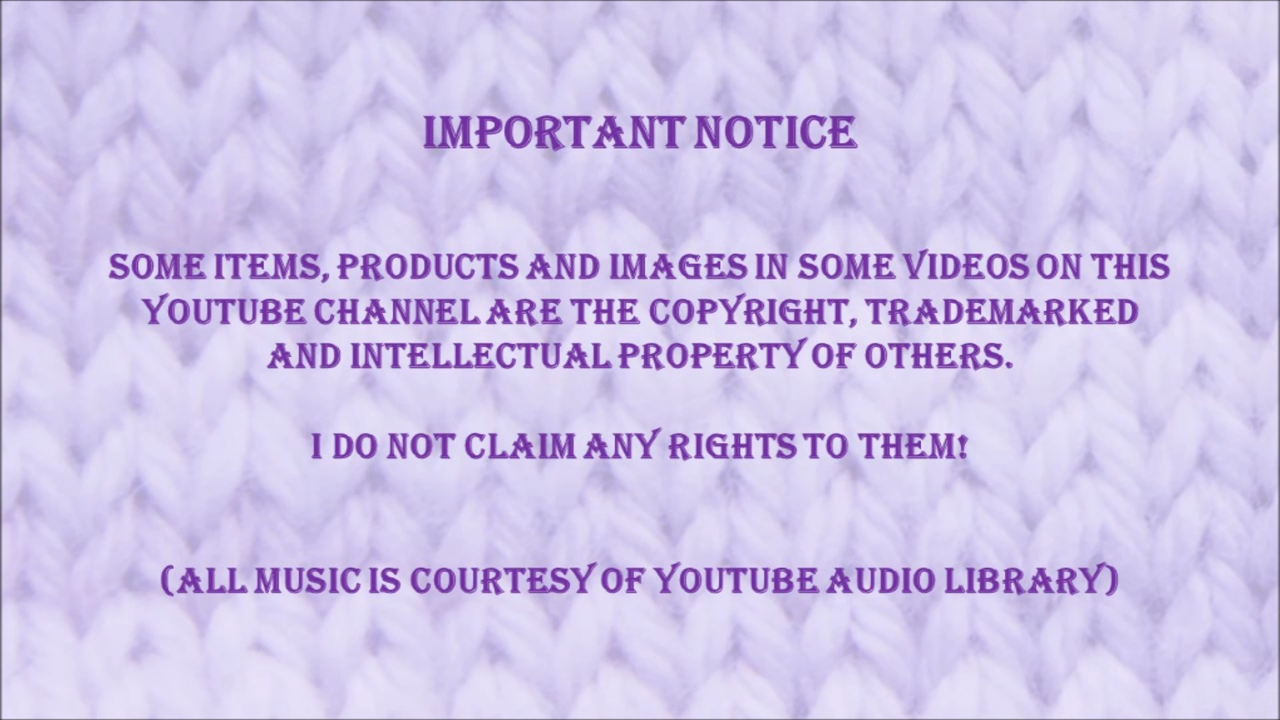 IMPORTANT NOTICE
SOME ITEMS, PRODUCTS AND IMAGES IN SOME VIDEOS ON THIS
YOUTUBE CHANNEL ARE THE COPYRIGHT, TRADEMARKED
AND INTELLECTUAL PROPERTY OF OTHERS.
I DO NOT CLAIM ANY RIGHTS TO THEM!
(ALL MUSIC IS COURTESY OF YOUTUBE AUDIO LIBRARY)